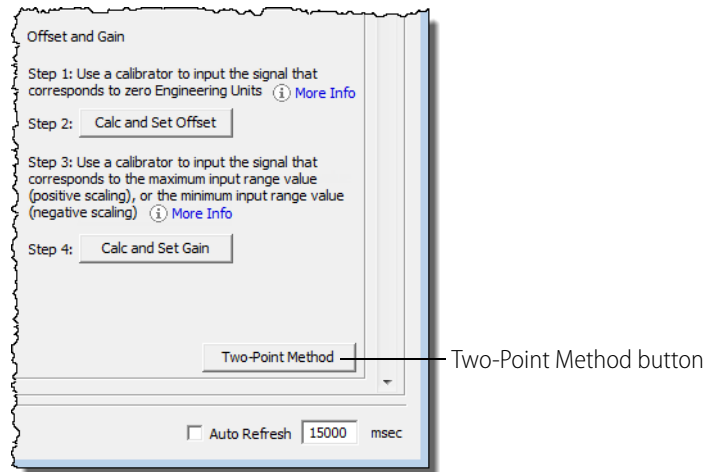 Offset and Gain
Step 1: Use a calibrator to input the signal that
corresponds to zero Engineering Units i More Info
Step 2: Calc and Set Offset
Step 3: Use a calibrator to input the signal that
corresponds to the maximum input range value
(positive scaling), or the minimum input range value
(negative scaling) i More Info
Step 4: Calc and Set Gain
Two-Point Method Two-Point Method button
Auto Refresh 15000 msec